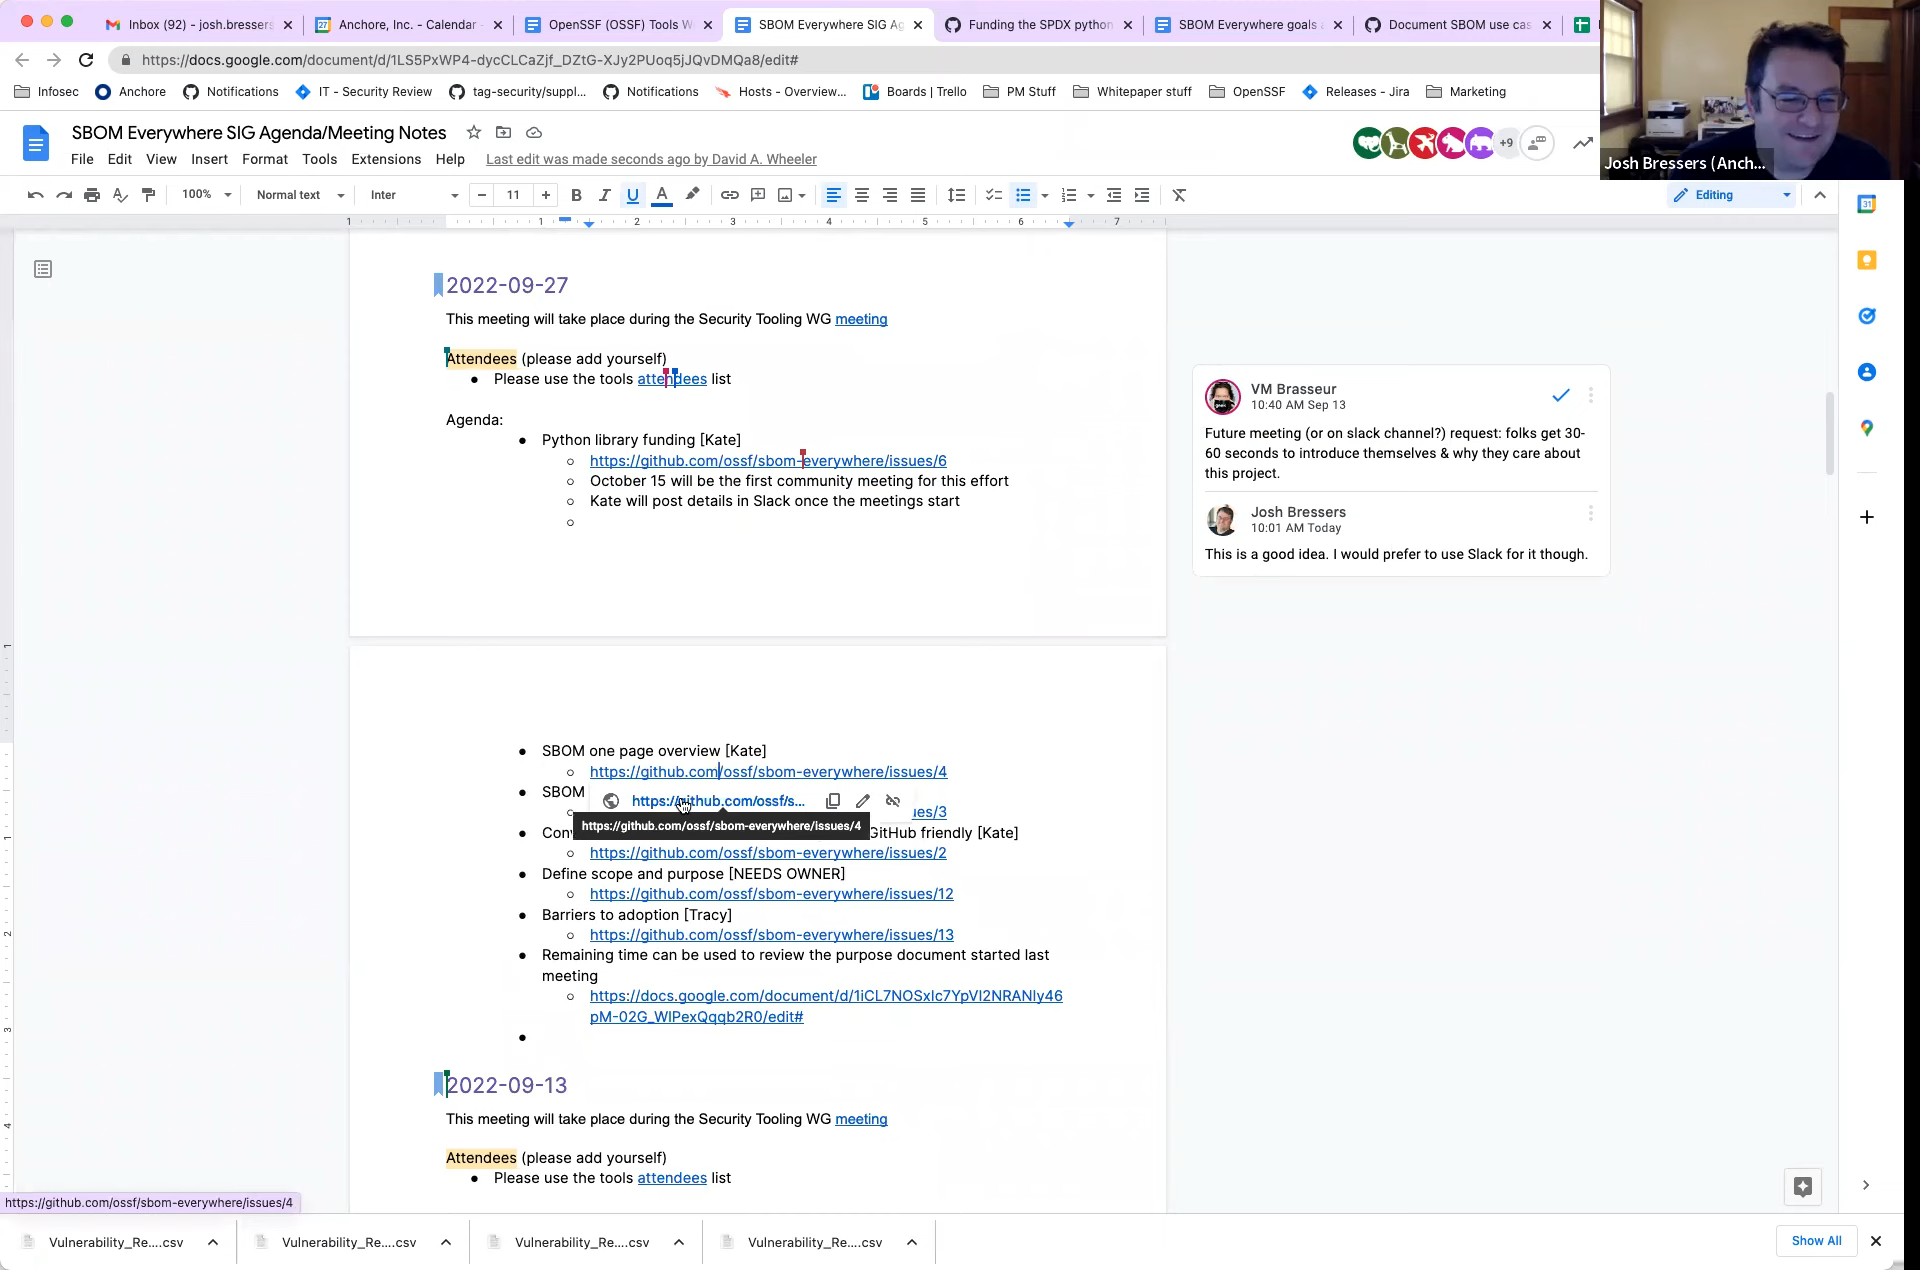 Inbox (92) - josh.bressers
Anchore, Inc. - Calendar -
OpenSSF (OSSF) Tools W
SBOM Everywhere SIG Ag
Funding the SPDX python
SBOM Everywhere goals a
Document SBOM use cas
https://docs.google.com/document/d/1LS5PxWP4-dycCLCaZjf_DZtG-XJy2PUoq5jJQvDMQa8/edit#
Infosec
Anchore
Notifications
IT - Security Review
tag-security/suppl...
Notifications
Hosts - Overview...
Boards | Trello
PM Stuff
Whitepaper stuff
OpenSSF
Releases - Jira
Marketing
SBOM Everywhere SIG Agenda/Meeting Notes
+9
File Edit View Insert Format Tools Extensions Help Last edit was made seconds ago by David A. Wheeler
Josh Bressers (Anch...
100% Normal text Inter 11 Editing
1 1 2 3 4 5 6 7
2022-09-27
This meeting will take place during the Security Tooling WG meeting
Attendees (please add yourself)
● Please use the tools attendees list
Agenda:
● Python library funding [Kate]
○ https://github.com/ossf/sbom-everywhere/issues/6
○ October 15 will be the first community meeting for this effort
○ Kate will post details in Slack once the meetings start
○
VM Brasseur
10:40 AM Sep 13
Future meeting (or on slack channel?) request: folks get 30-
60 seconds to introduce themselves & why they care about
this project.
Josh Bressers
10:01 AM Today
This is a good idea. I would prefer to use Slack for it though.
● SBOM one page overview [Kate]
○ https://github.com/ossf/sbom-everywhere/issues/4
● SBOM
https://github.com/ossf/s...
es/3
https://github.com/ossf/sbom-everywhere/issues/4
GitHub friendly [Kate]
○ https://github.com/ossf/sbom-everywhere/issues/2
● Define scope and purpose [NEEDS OWNER]
○ https://github.com/ossf/sbom-everywhere/issues/12
● Barriers to adoption [Tracy]
○ https://github.com/ossf/sbom-everywhere/issues/13
● Remaining time can be used to review the purpose document started last
meeting
○ https://docs.google.com/document/d/1iCL7NOSxlc7YpVl2NRANly46
pM-02G_WlPexQqqb2R0/edit#
●
2022-09-13
This meeting will take place during the Security Tooling WG meeting
Attendees (please add yourself)
● Please use the tools attendees list
https://github.com/ossf/sbom-everywhere/issues/4
Vulnerability_Re....csv
Vulnerability_Re....csv
Vulnerability_Re....csv
Vulnerability_Re....csv
Show All